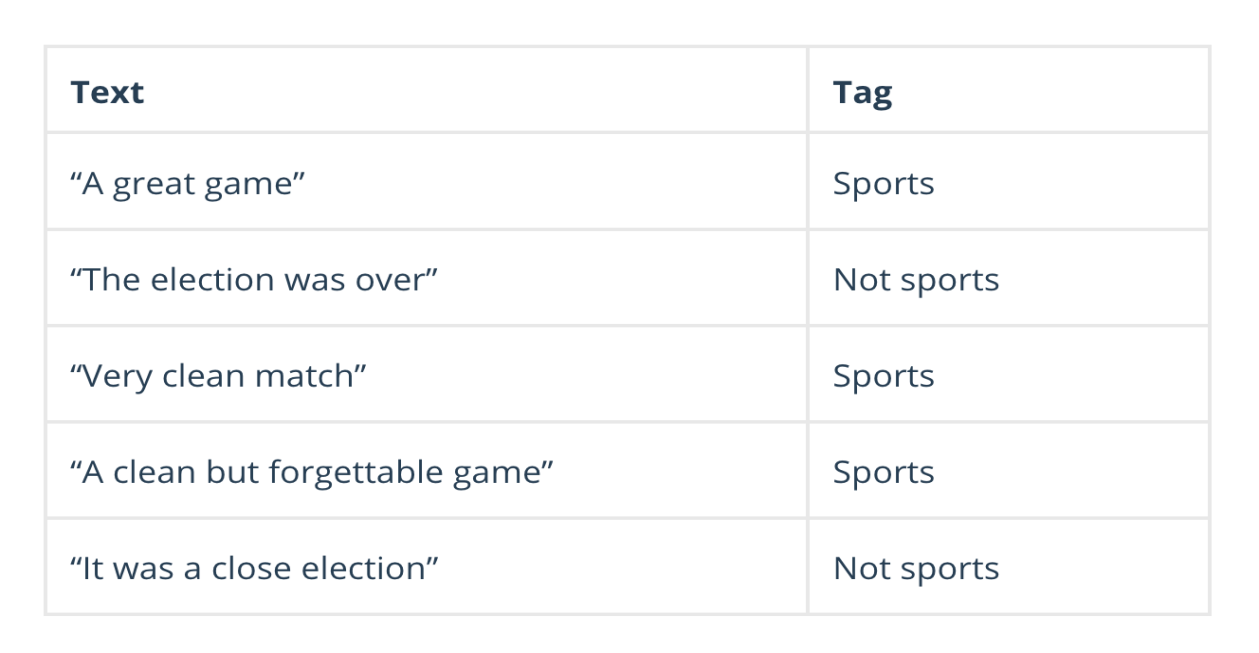 Text Tag
“A great game” Sports
“The election was over” Not sports
“Very clean match” Sports
“A clean but forgettable game” Sports
“It was a close election” Not sports